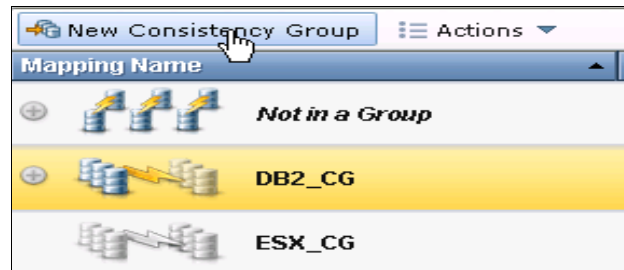 New Consistency Group Actions
Mapping Name
Not in a Group
DB2_CG
ESX_CG